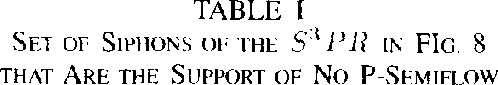 TABLE I
SET OF SIPHONS OF THE S³PR IN FIG. 8
THAT ARE THE SUPPORT OF NO P-SEMIFLOW